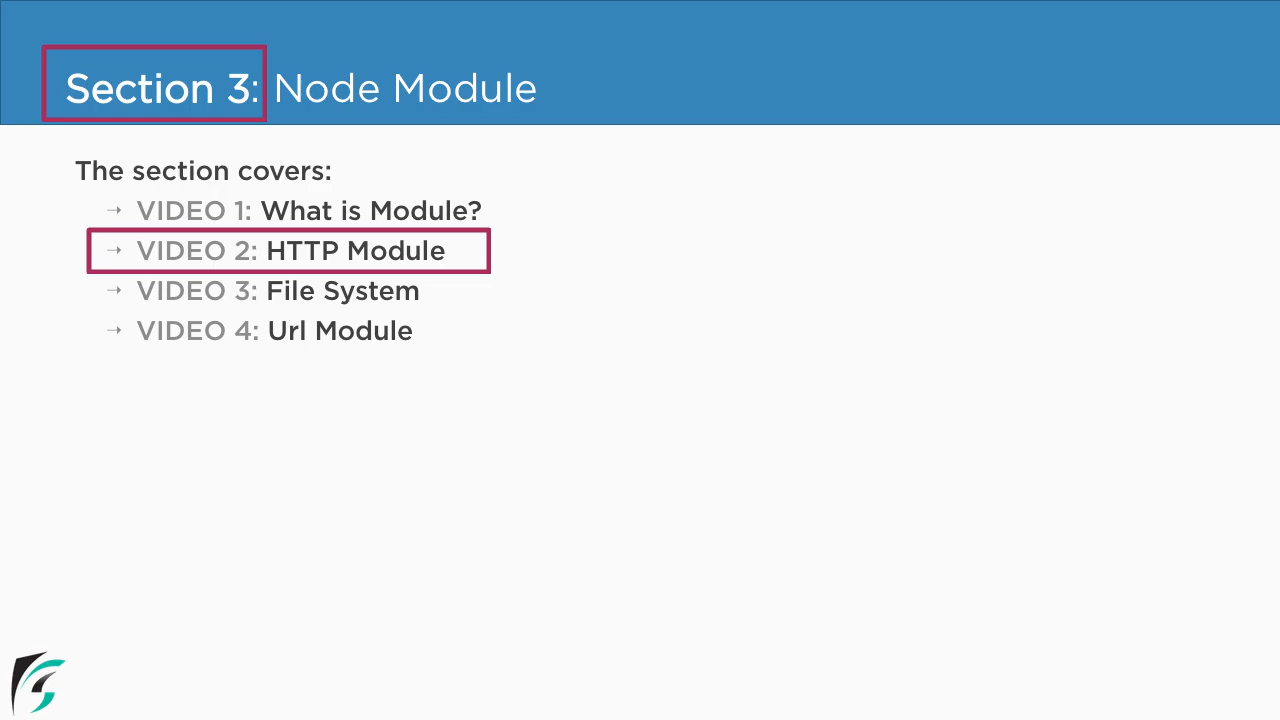 Section 3: Node Module
The section covers:
→ VIDEO 1: What is Module?
→ VIDEO 2: HTTP Module
→ VIDEO 3: File System
→ VIDEO 4: Url Module